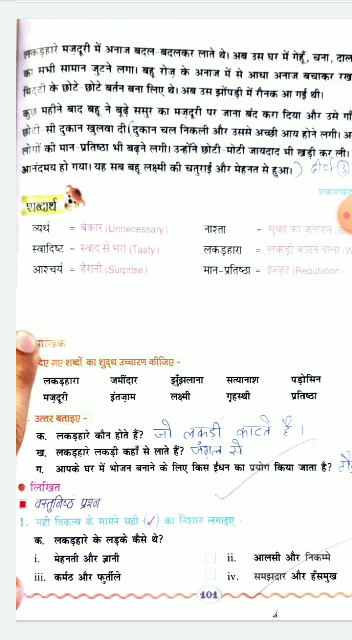 लकड़हारे मजदूरी में अनाज बदल-बदलकर लाते थे। अब उस घर में गेहूँ, चना, दाल
का सभी सामान जुटने लगा। बहू रोज़ के अनाज में से आधा अनाज बचाकर रख
मिट्टी के छोटे-छोटे बर्तन बना लिए थे। अब उस झोंपड़ी में रौनक आ गई थी।
कुछ महीने बाद बहू ने बूढ़े ससुर का मजदूरी पर जाना बंद करा दिया और उसे गाँ
छोटी-सी दुकान खुलवा दी। दुकान चल निकली और उससे अच्छी आय होने लगी। अ
लोगों की मान-प्रतिष्ठा भी बढ़ने लगी। उन्होंने छोटी-मोटी जायदाद भी खड़ी कर ली।
आनंदमय हो गया। यह सब बहू लक्ष्मी की चतुराई और मेहनत से हुआ।) (3)
शब्दार्थ
व्यर्थ = बेकार (Unnecessary) नाश्ता = सुबह का जलपान
स्वादिष्ट = स्वाद से भरा (Tasty) लकड़हारा = लकड़ी काटने वाला (W
आश्चर्य = हैरानी (Surprise) मान-प्रतिष्ठा = इज्ज़त (Reputation)
मौखिक
दिए गए शब्दों का शुद्ध उच्चारण कीजिए -
लकड़हारा जमींदार झुँझलाना सत्यानाश पड़ोसिन
मजदूरी इंतज़ाम लक्ष्मी गृहस्थी प्रतिष्ठा
उत्तर बताइए -
क. लकड़हारे कौन होते हैं? जो लकड़ी काटते हैं।
ख. लकड़हारे लकड़ी कहाँ से लाते हैं? जंगल से
ग. आपके घर में भोजन बनाने के लिए किस ईंधन का प्रयोग किया जाता है?
लिखित
वस्तुनिष्ठ प्रश्न
1. सही विकल्प के सामने सही (✓) का निशान लगाइए -
क. लकड़हारे के लड़के कैसे थे?
i. मेहनती और ज्ञानी ii. आलसी और निकम्मे
iii. कर्मठ और फुर्तीले iv. समझदार और हँसमुख
101